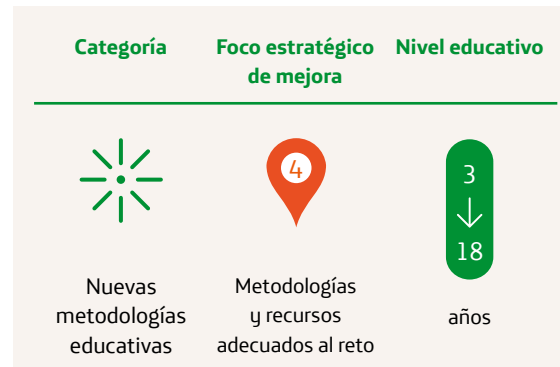 Categoría
Foco estratégico
de mejora
Nivel educativo
4
3
18
Nuevas
metodologías
educativas
Metodologías
y recursos
adecuados al reto
años